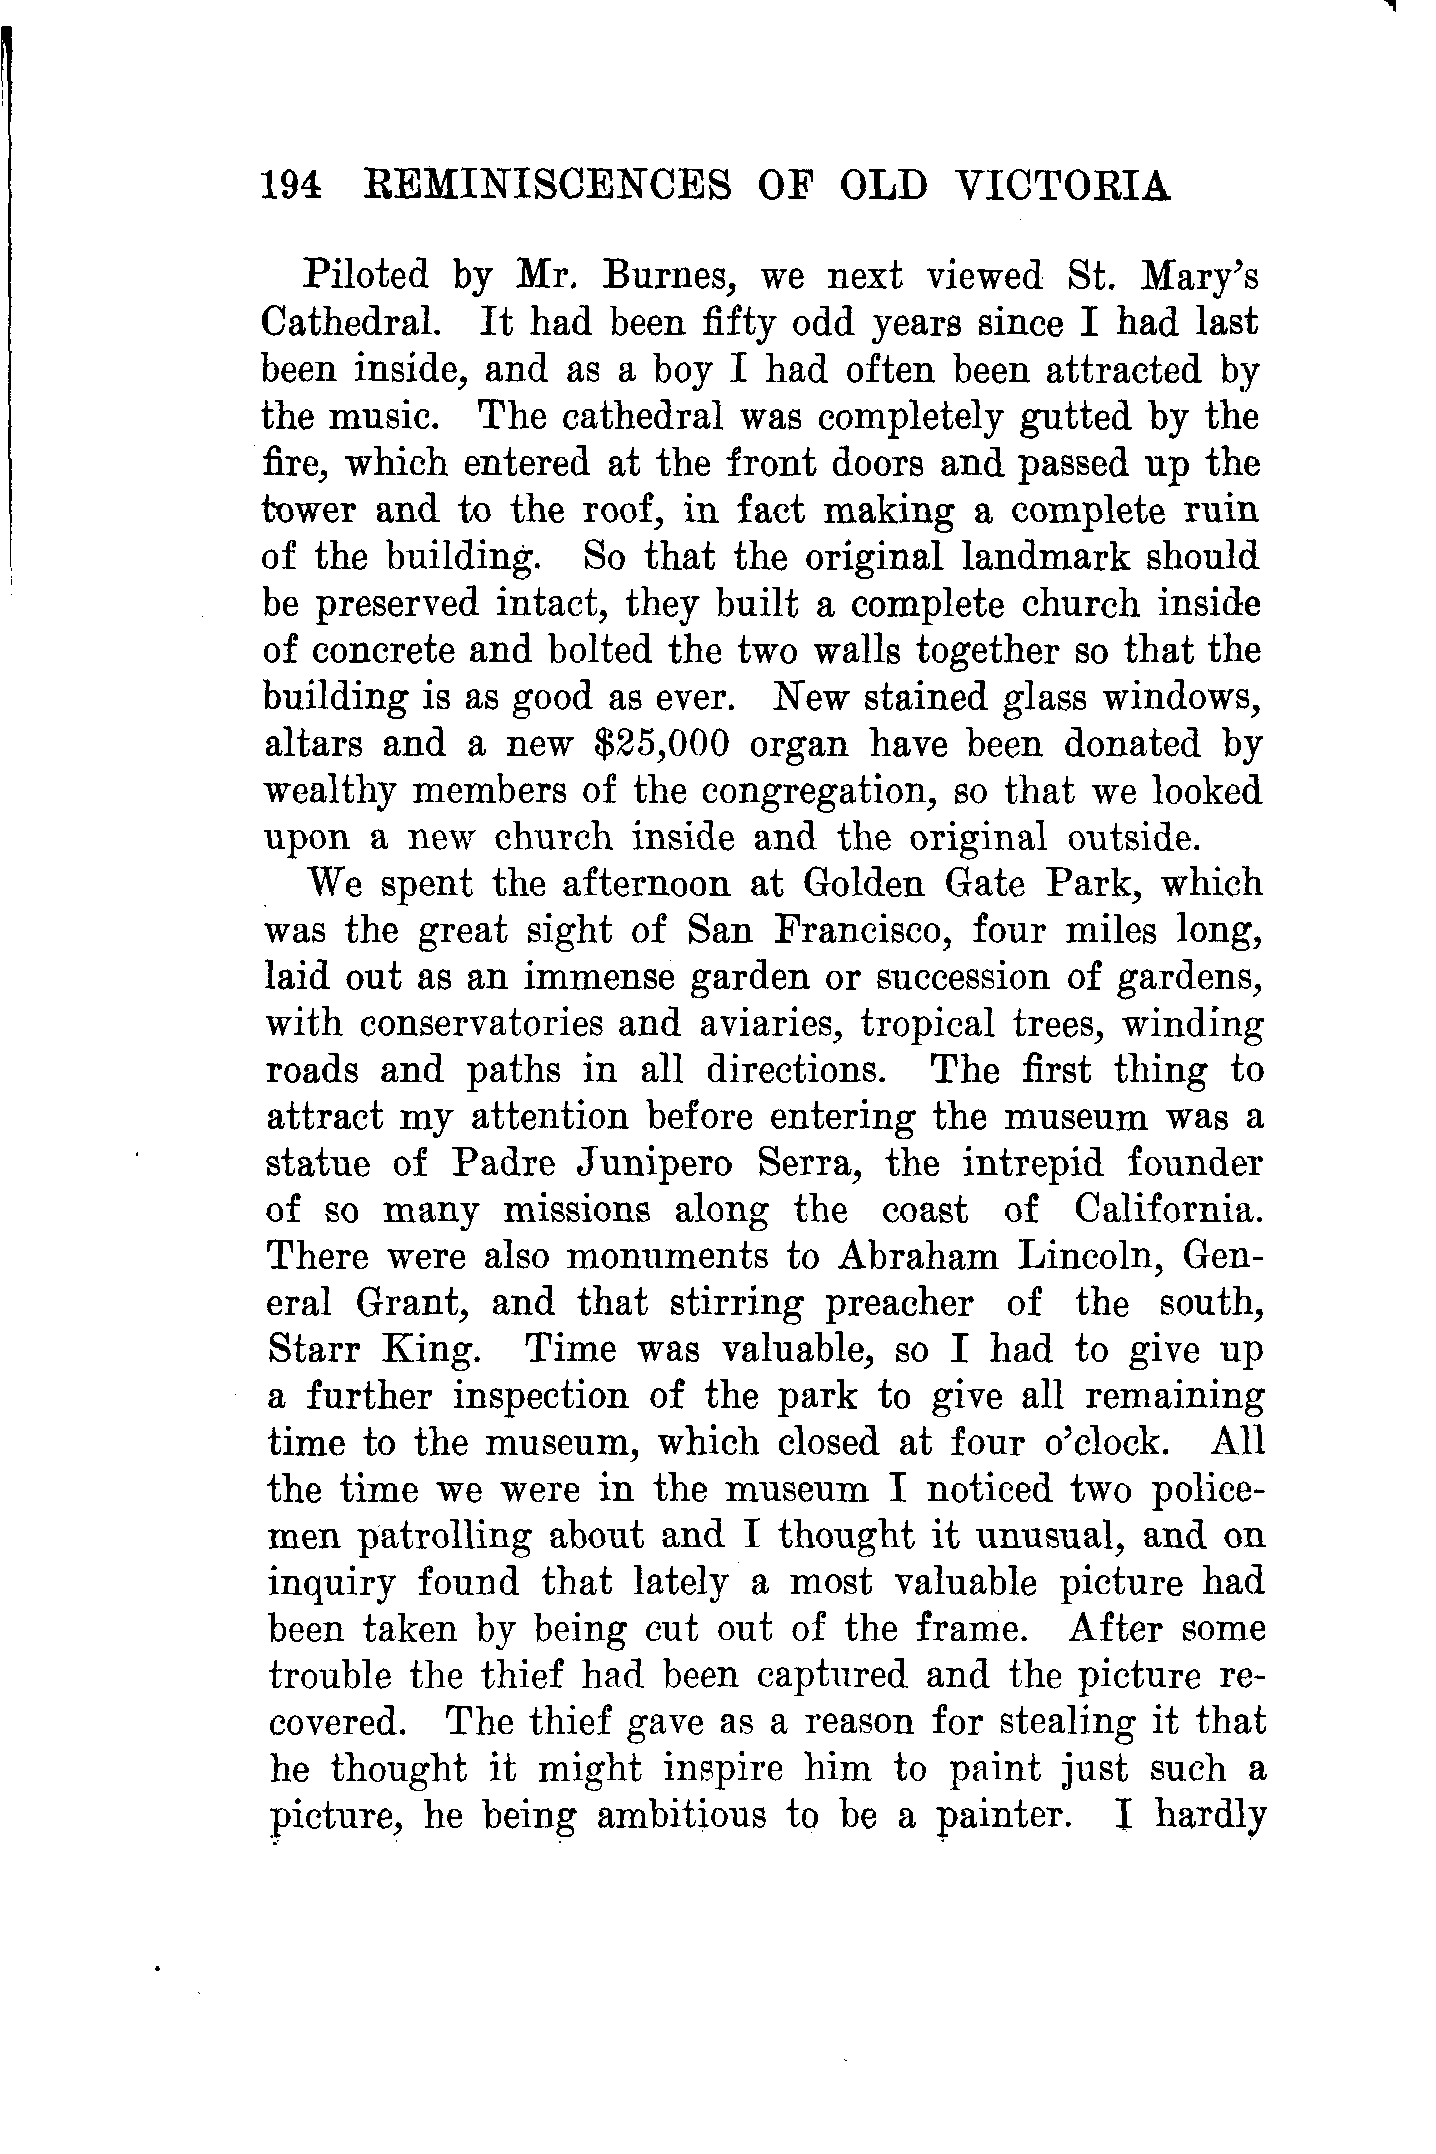 194 REMINISCENCES OF OLD VICTORIA
Piloted by Mr. Burnes, we next viewed St. Mary's
Cathedral. It had been fifty odd years since I had last
been inside, and as a boy I had often been attracted by
the music. The cathedral was completely gutted by the
fire, which entered at the front doors and passed up the
tower and to the roof, in fact making a complete ruin
of the building. So that the original landmark should
be preserved intact, they built a complete church inside
of concrete and bolted the two walls together so that the
building is as good as ever. New stained glass windows,
altars and a new $25,000 organ have been donated by
wealthy members of the congregation, so that we looked
upon a new church inside and the original outside.
We spent the afternoon at Golden Gate Park, which
was the great sight of San Francisco, four miles long,
laid out as an immense garden or succession of gardens,
with conservatories and aviaries, tropical trees, winding
roads and paths in all directions. The first thing to
attract my attention before entering the museum was a
statue of Padre Junipero Serra, the intrepid founder
of so many missions along the coast of California.
There were also monuments to Abraham Lincoln, Gen-
eral Grant, and that stirring preacher of the south,
Starr King. Time was valuable, so I had to give up
a further inspection of the park to give all remaining
time to the museum, which closed at four o'clock. All
the time we were in the museum I noticed two police-
men patrolling about and I thought it unusual, and on
inquiry found that lately a most valuable picture had
been taken by being cut out of the frame. After some
trouble the thief had been captured and the picture re-
covered. The thief gave as a reason for stealing it that
he thought it might inspire him to paint just such a
picture, he being ambitious to be a painter. I hardly